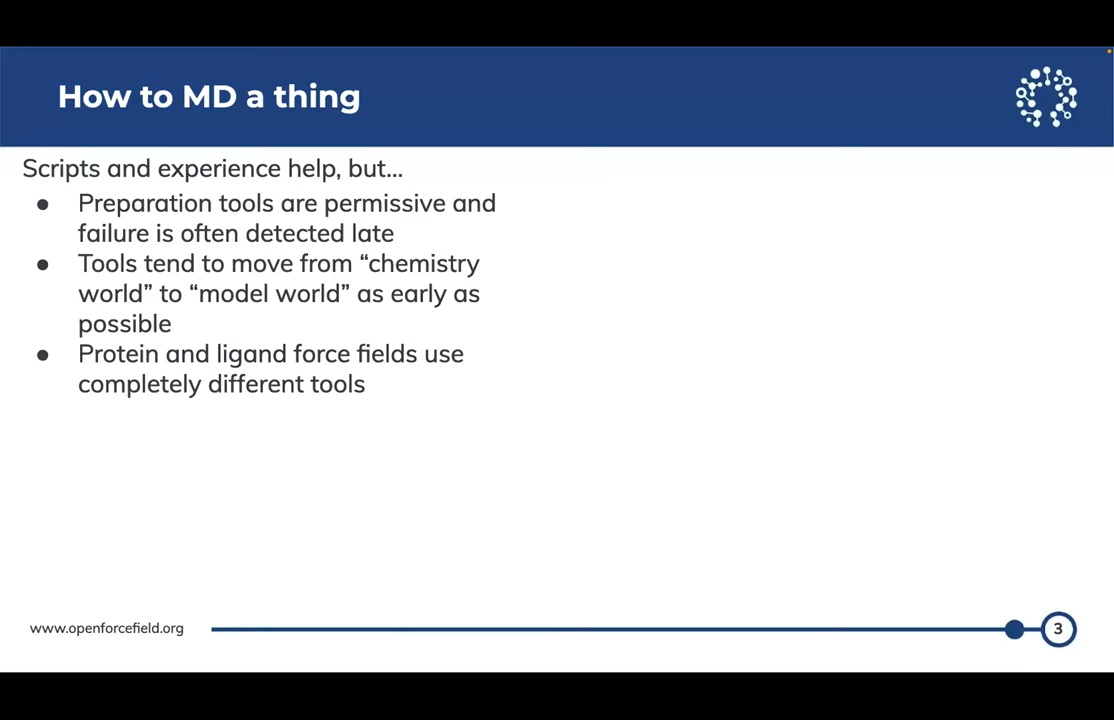 How to MD a thing
Scripts and experience help, but...
● Preparation tools are permissive and
failure is often detected late
● Tools tend to move from “chemistry
world” to “model world” as early as
possible
● Protein and ligand force fields use
completely different tools
www.openforcefield.org
3